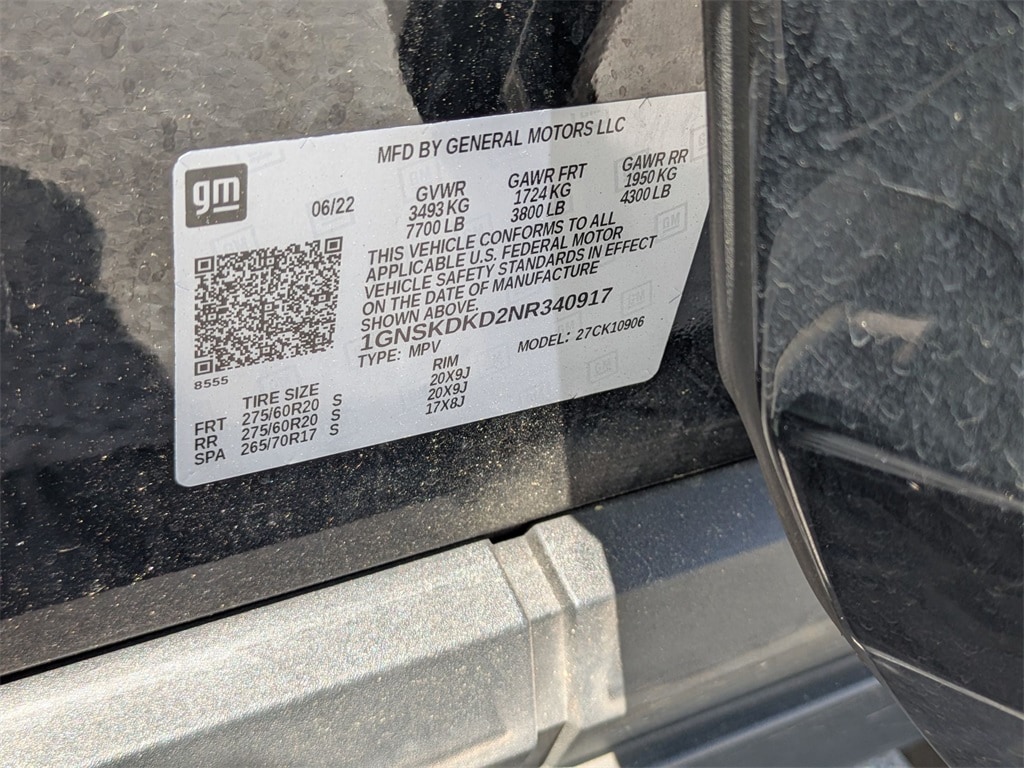 MFD BY GENERAL MOTORS LLC
gm
06/22
GVWR
3493 KG
7700 LB
GAWR FRT
1724 KG
3800 LB
GAWR RR
1950 KG
4300 LB
THIS VEHICLE CONFORMS TO ALL
APPLICABLE U.S. FEDERAL MOTOR
VEHICLE SAFETY STANDARDS IN EFFECT
ON THE DATE OF MANUFACTURE
SHOWN ABOVE.
1GNSKDKD2NR340917
TYPE: MPV
MODEL: 27CK10906
8555
TIRE SIZE
RIM
FRT 275/60R20 S 20X9J
RR 275/60R20 S 20X9J
SPA 265/70R17 S 17X8J